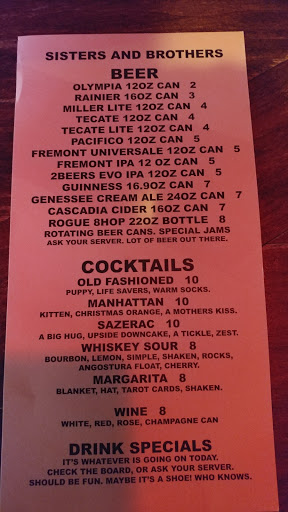 SISTERS AND BROTHERS
BEER
OLYMPIA 12OZ CAN 2
RAINIER 16OZ CAN 3
MILLER LITE 12OZ CAN 4
TECATE 12OZ CAN 4
TECATE LITE 12OZ CAN 4
PACIFICO 12OZ CAN 5
FREMONT UNIVERSALE 12OZ CAN 5
FREMONT IPA 12 OZ CAN 5
2BEERS EVO IPA 12OZ CAN 5
GUINNESS 16.9OZ CAN 7
GENESSEE CREAM ALE 24OZ CAN 7
CASCADIA CIDER 16OZ CAN 7
ROGUE 8HOP 22OZ BOTTLE 8
ROTATING BEER CANS. SPECIAL JAMS
ASK YOUR SERVER. LOT OF BEER OUT THERE.
COCKTAILS
OLD FASHIONED 10
PUPPY, LIFE SAVERS, WARM SOCKS.
MANHATTAN 10
KITTEN, CHRISTMAS ORANGE, A MOTHERS KISS.
SAZERAC 10
A BIG HUG, UPSIDE DOWNCAKE, A TICKLE, ZEST.
WHISKEY SOUR 8
BOURBON, LEMON, SIMPLE, SHAKEN, ROCKS,
ANGOSTURA FLOAT, CHERRY.
MARGARITA 8
BLANKET, HAT, TAROT CARDS, SHAKEN.
WINE 8
WHITE, RED, ROSE, CHAMPAGNE CAN
DRINK SPECIALS
IT'S WHATEVER IS GOING ON TODAY.
CHECK THE BOARD, OR ASK YOUR SERVER.
SHOULD BE FUN. MAYBE IT'S A SHOE! WHO KNOWS.